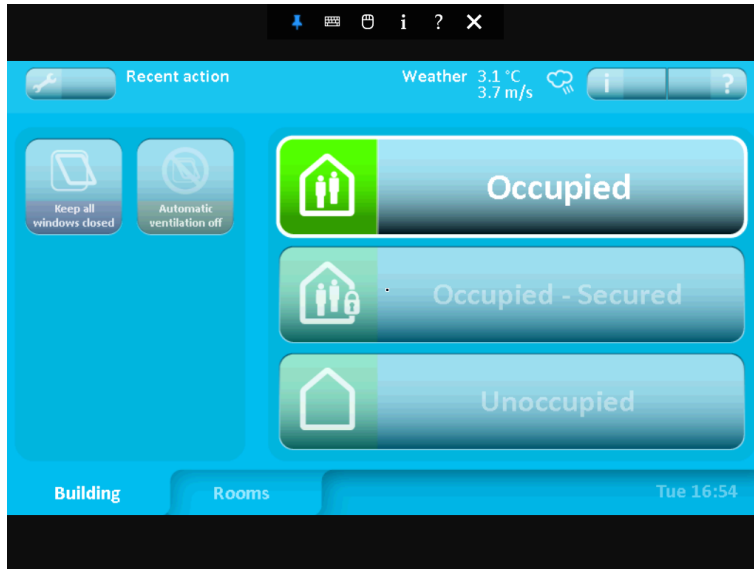 Recent action
Weather 3.1 °C
3.7 m/s
i
?
Keep all
windows closed
Automatic
ventilation off
Occupied
Occupied - Secured
Unoccupied
Building
Rooms
Tue 16:54